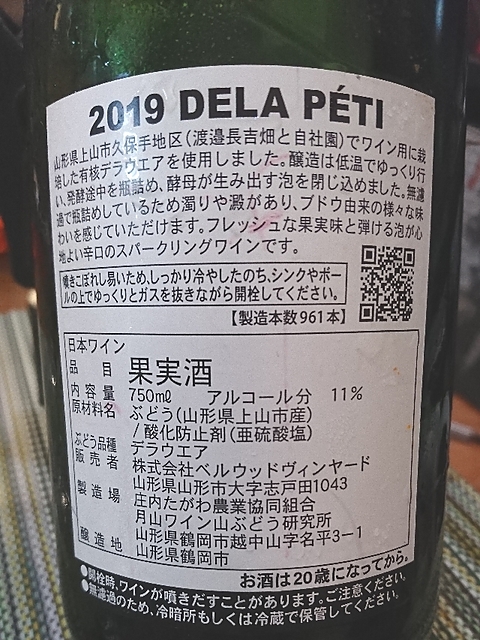 2019 DELA PÉTI
山形県上山市久保手地区(渡邉長吉畑と自社園)でワイン用に栽
培した有核デラウエアを使用しました。醸造は低温でゆっくり行
い、発酵途中を瓶詰め、酵母が生み出す泡を閉じ込めました。無濾
過で瓶詰めしているため濁りや澱があり、ブドウ由来の様々な味
わいを感じていただけます。フレッシュな果実味と弾ける泡が心
地よい辛口のスパークリングワインです。
噴きこぼれし易いため、しっかり冷やしたのち、シンクやボー
ルの上でゆっくりとガスを抜きながら開栓してください。
【製造本数961本】
日本ワイン
品 目 果実酒
内容量 750mℓ アルコール分 11%
原材料名 ぶどう(山形県上山市産)
/酸化防止剤(亜硫酸塩)
ぶどう品種 デラウエア
販売者 株式会社ベルウッドヴィンヤード
山形県山形市大字志戸田1043
製造場 庄内たがわ農業協同組合
月山ワイン山ぶどう研究所
山形県鶴岡市越中山字名平3-1
醸造地 山形県鶴岡市
お酒は20歳になってから。
●開栓時、ワインが噴きだすことがあります。ご注意ください。
●無濾過のため、冷暗所もしくは冷蔵で保管してください。